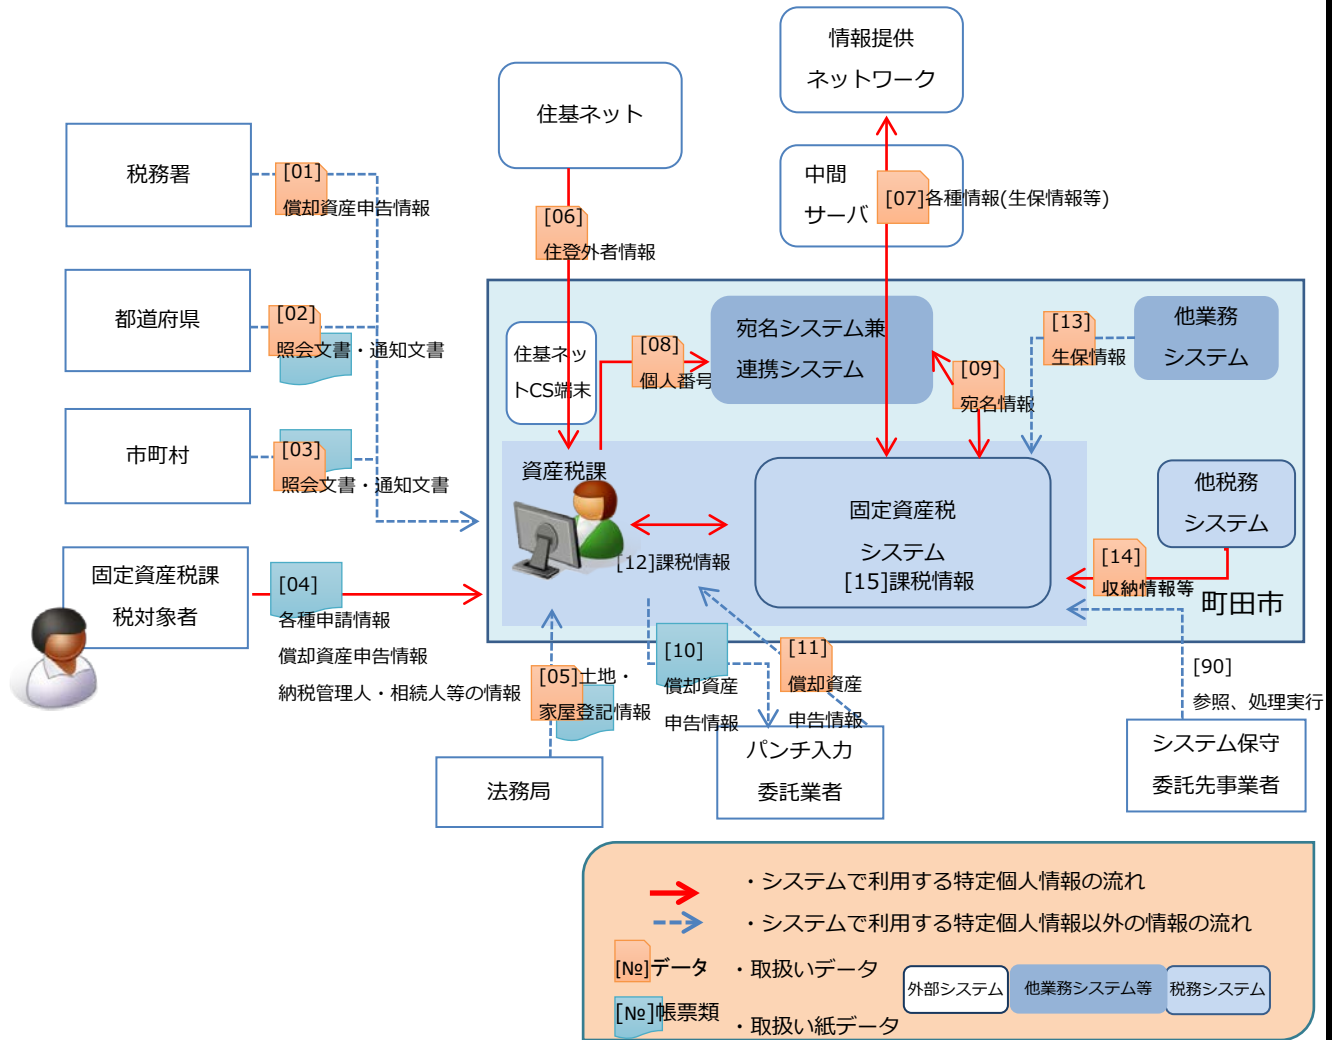 情報提供
ネットワーク
住基ネット
税務署
[01]
償却資産申告情報
中間
サーバ
[07]各種情報(生保情報等)
[06]
住登外者情報
都道府県
[02]
照会文書・通知文書
住基ネッ
トCS端末
[08]
個人番号
宛名システム兼
連携システム
[09]
宛名情報
[13]
生保情報
他業務
システム
市町村
[03]
照会文書・通知文書
資産税課
[12]課税情報
固定資産税
システム
[15]課税情報
他税務
システム
[14]
収納情報等
町田市
固定資産税課
税対象者
[04]
各種申請情報
償却資産申告情報
納税管理人・相続人等の情報
[05]土地・
家屋登記情報
[10]
償却資産
申告情報
[11]
償却資産
申告情報
[90]
参照、処理実行
法務局
パンチ入力
委託業者
システム保守
委託先事業者
・システムで利用する特定個人情報の流れ
・システムで利用する特定個人情報以外の情報の流れ
[№]データ ・取扱いデータ
[№]帳票類 ・取扱い紙データ
外部システム
他業務システム等
税務システム